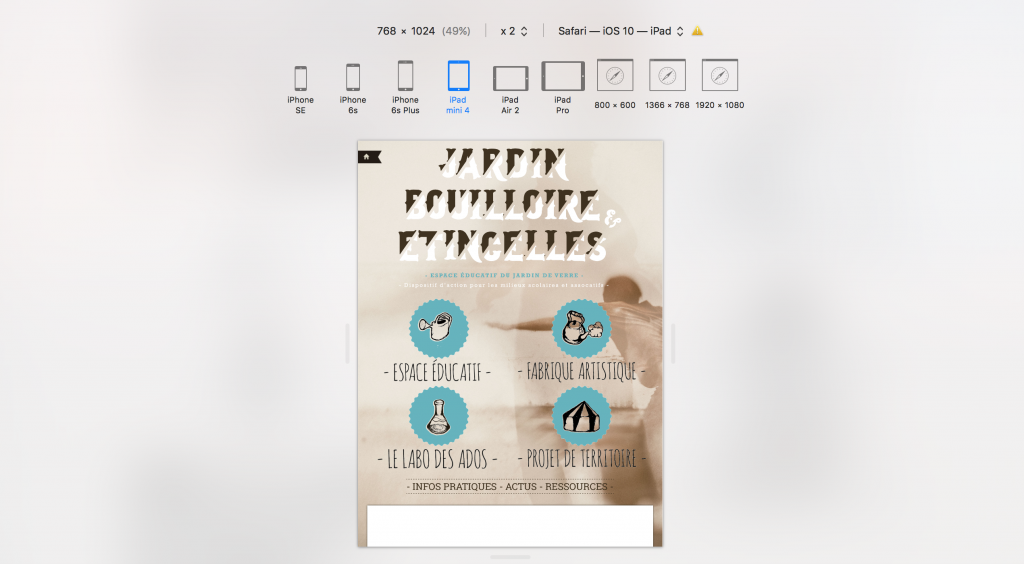 768 × 1024 (49%)
x 2
Safari — iOS 10 — iPad
iPhone SE
iPhone 6s
iPhone 6s Plus
iPad mini 4
iPad Air 2
iPad Pro
800 × 600
1366 × 768
1920 × 1080
JARDIN
BOUILLOIRE &
ETINCELLES
- ESPACE ÉDUCATIF DU JARDIN DE VERRE -
- Dispositif d'action pour les milieux scolaires et associatifs -
- ESPACE ÉDUCATIF -
- FABRIQUE ARTISTIQUE -
- LE LABO DES ADOS -
- PROJET DE TERRITOIRE -
- INFOS PRATIQUES - ACTUS - RESSOURCES -